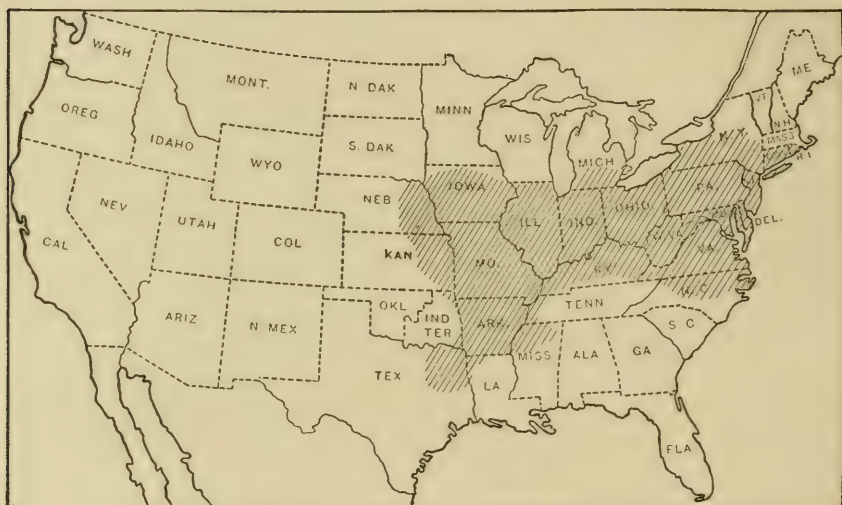 WASH
MONT.
N. DAK
MINN
ME
OREG
IDAHO
WYO
S. DAK
WIS
MICH
VT
N.H
MASS
N.Y.
R I
NEB
IOWA
PA.
NEV
UTAH
COL
ILL
IND.
OHIO.
DEL.
CAL
KAN
MO.
W.VA
VA.
KY.
N.C
ARIZ
N. MEX
OKL
IND
TER
ARK.
TENN
S C
TEX
LA
MISS
ALA
GA
FLA